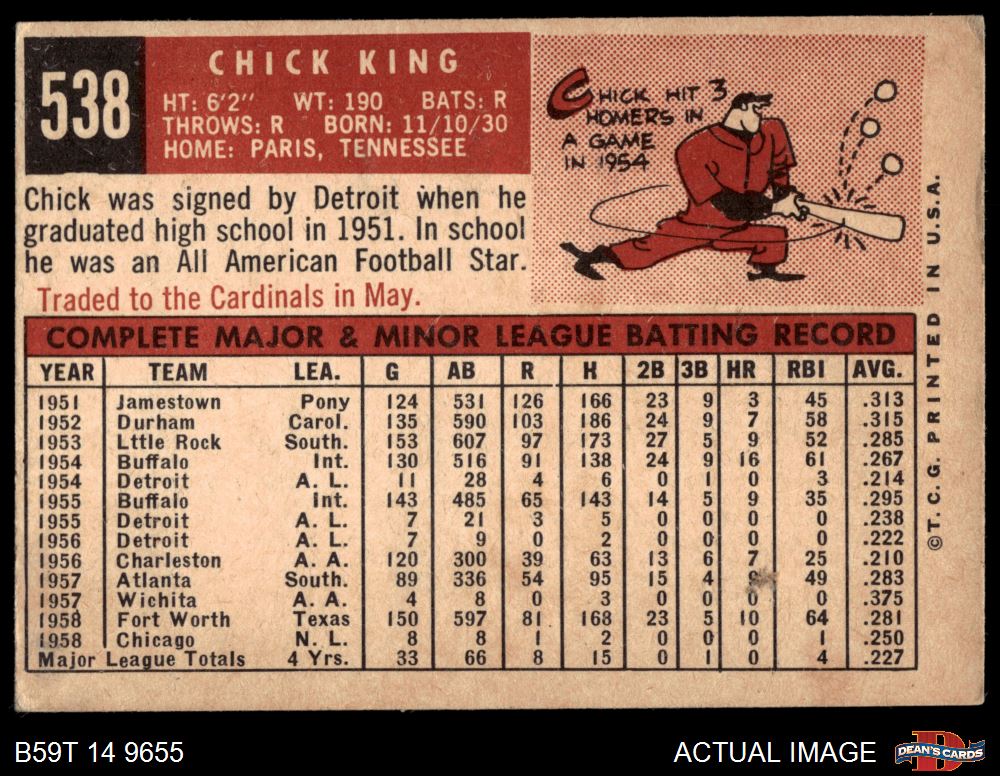 538
CHICK KING
HT: 6'2" WT: 190 BATS: R
THROWS: R BORN: 11/10/30
HOME: PARIS, TENNESSEE
CHICK HIT 3
HOMERS IN
A GAME
IN 1954
Chick was signed by Detroit when he
graduated high school in 1951. In school
he was an All American Football Star.
Traded to the Cardinals in May.
COMPLETE MAJOR & MINOR LEAGUE BATTING RECORD
YEAR TEAM LEA. G AB R H 2B 3B HR RBI AVG.
1951 Jamestown Pony 124 531 126 166 23 9 3 45 .313
1952 Durham Carol. 135 590 103 186 24 9 7 58 .315
1953 Lttle Rock South. 153 607 97 173 27 5 9 52 .285
1954 Buffalo Int. 130 516 91 138 24 9 16 61 .267
1954 Detroit A. L. 11 28 4 6 0 1 0 3 .214
1955 Buffalo Int. 143 485 65 143 14 5 9 35 .295
1955 Detroit A. L. 7 21 3 5 0 0 0 0 .238
1956 Detroit A. L. 7 9 0 2 0 0 0 0 .222
1956 Charleston A. A. 120 300 39 63 13 6 7 25 .210
1957 Atlanta South. 89 336 54 95 15 4 49 .283
1957 Wichita A. A. 4 8 0 3 0 0 0 0 .375
1958 Fort Worth Texas 150 597 81 168 23 5 10 64 .281
1958 Chicago N. L. 8 8 1 2 0 0 0 1 .250
Major League Totals 4 Yrs. 33 66 8 15 0 1 0 4 .227
© T. C. G. PRINTED IN U.S.A.
B59T 14 9655
ACTUAL IMAGE
DEAN'S CARDS